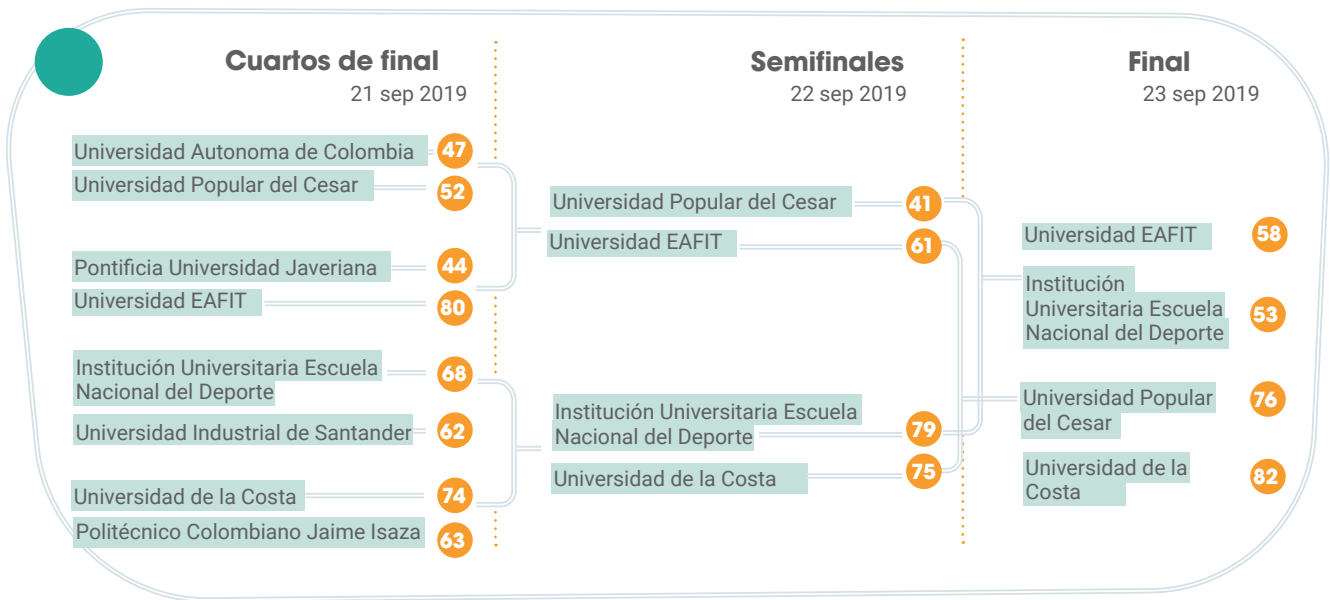 Cuartos de final
21 sep 2019
Universidad Autonoma de Colombia 47
Universidad Popular del Cesar 52
Pontificia Universidad Javeriana 44
Universidad EAFIT 80
Institución Universitaria Escuela
Nacional del Deporte
68
Universidad Industrial de Santander 62
Universidad de la Costa 74
Politécnico Colombiano Jaime Isaza 63
Semifinales
22 sep 2019
Universidad Popular del Cesar 41
Universidad EAFIT 61
Institución Universitaria Escuela
Nacional del Deporte 79
Universidad de la Costa 75
Final
23 sep 2019
Universidad EAFIT 58
Institución
Universitaria Escuela 53
Nacional del Deporte
Universidad Popular 76
del Cesar
Universidad de la 82
Costa